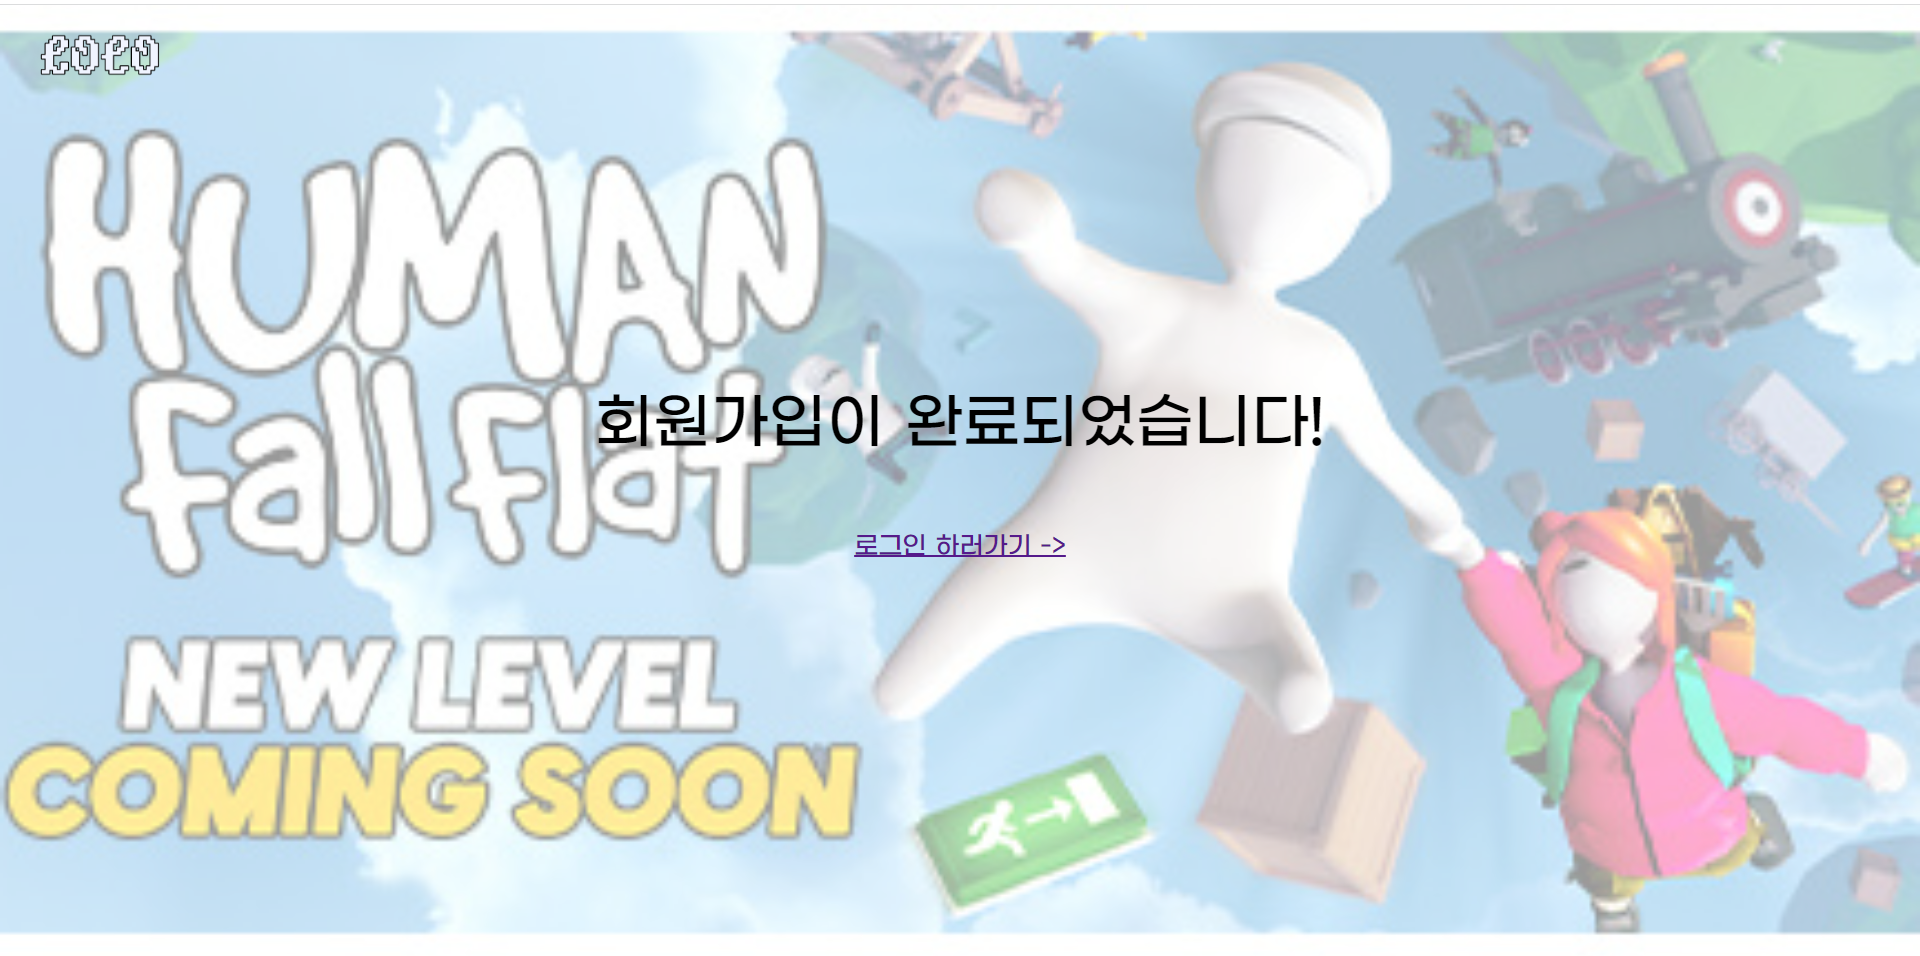 HUMAN
fall flat
회원가입이 완료되었습니다!
로그인 하러가기 ->
NEW LEVEL
COMING SOON